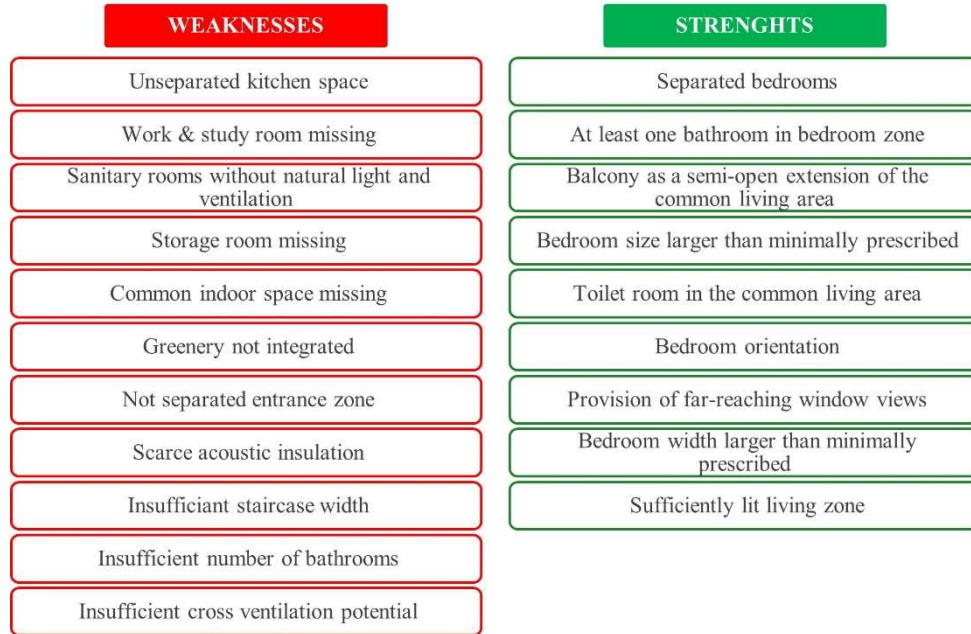 WEAKNESSES
Unseparated kitchen space
Work & study room missing
Sanitary rooms without natural light and
ventilation
Storage room missing
Common indoor space missing
Greenery not integrated
Not separated entrance zone
Scarce acoustic insulation
Insufficiant staircase width
Insufficient number of bathrooms
Insufficient cross ventilation potential
STRENGHTS
Separated bedrooms
At least one bathroom in bedroom zone
Balcony as a semi-open extension of the
common living area
Bedroom size larger than minimally prescribed
Toilet room in the common living area
Bedroom orientation
Provision of far-reaching window views
Bedroom width larger than minimally
prescribed
Sufficiently lit living zone